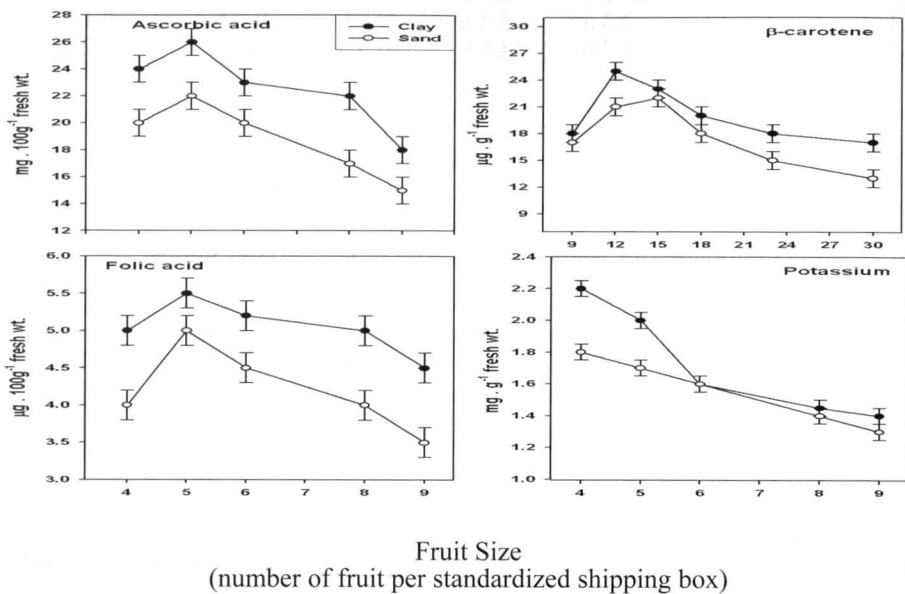 Ascorbic acid
Clay
Sand
28
26
24
22
20
18
16
14
12
mg . 100g⁻¹ fresh wt.
β-carotene
30
27
24
21
18
15
12
9
µg . g⁻¹ fresh wt.
9 12 15 18 21 24 27 30
Folic acid
6.0
5.5
5.0
4.5
4.0
3.5
3.0
µg . 100g⁻¹ fresh wt.
4 5 6 7 8 9
Potassium
2.4
2.2
2.0
1.8
1.6
1.4
1.2
1.0
mg . g⁻¹ fresh wt.
4 5 6 7 8 9
Fruit Size
(number of fruit per standardized shipping box)